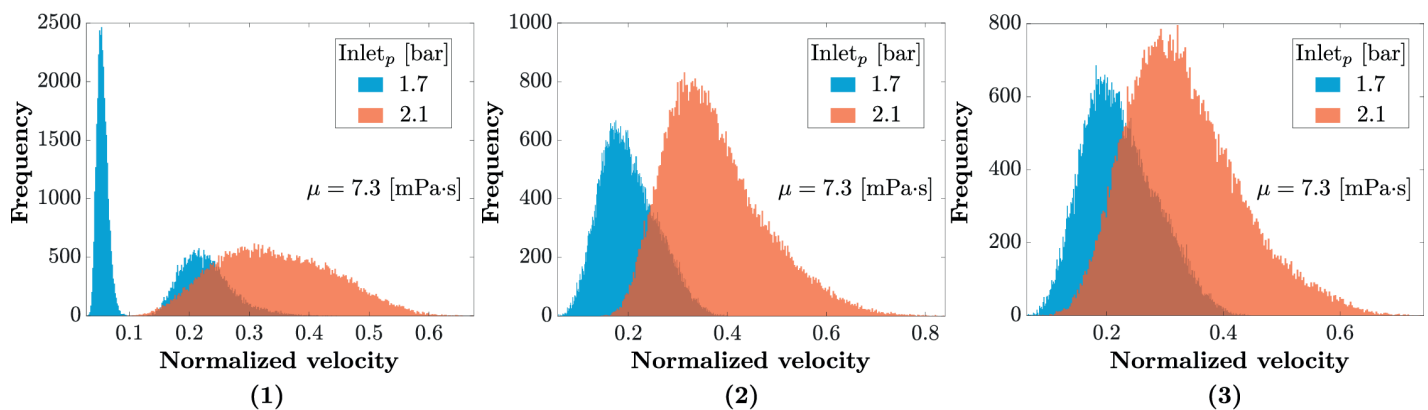 2500
2000
1500
1000
500
0
Frequency
0.1 0.2 0.3 0.4 0.5 0.6
Normalized velocity
(1)
Inlet_p [bar]
1.7
2.1
μ = 7.3 [mPa·s]
1000
800
600
400
200
0
Frequency
0.2 0.4 0.6 0.8
Normalized velocity
(2)
Inlet_p [bar]
1.7
2.1
μ = 7.3 [mPa·s]
800
600
400
200
0
Frequency
0.2 0.4 0.6
Normalized velocity
(3)
Inlet_p [bar]
1.7
2.1
μ = 7.3 [mPa·s]